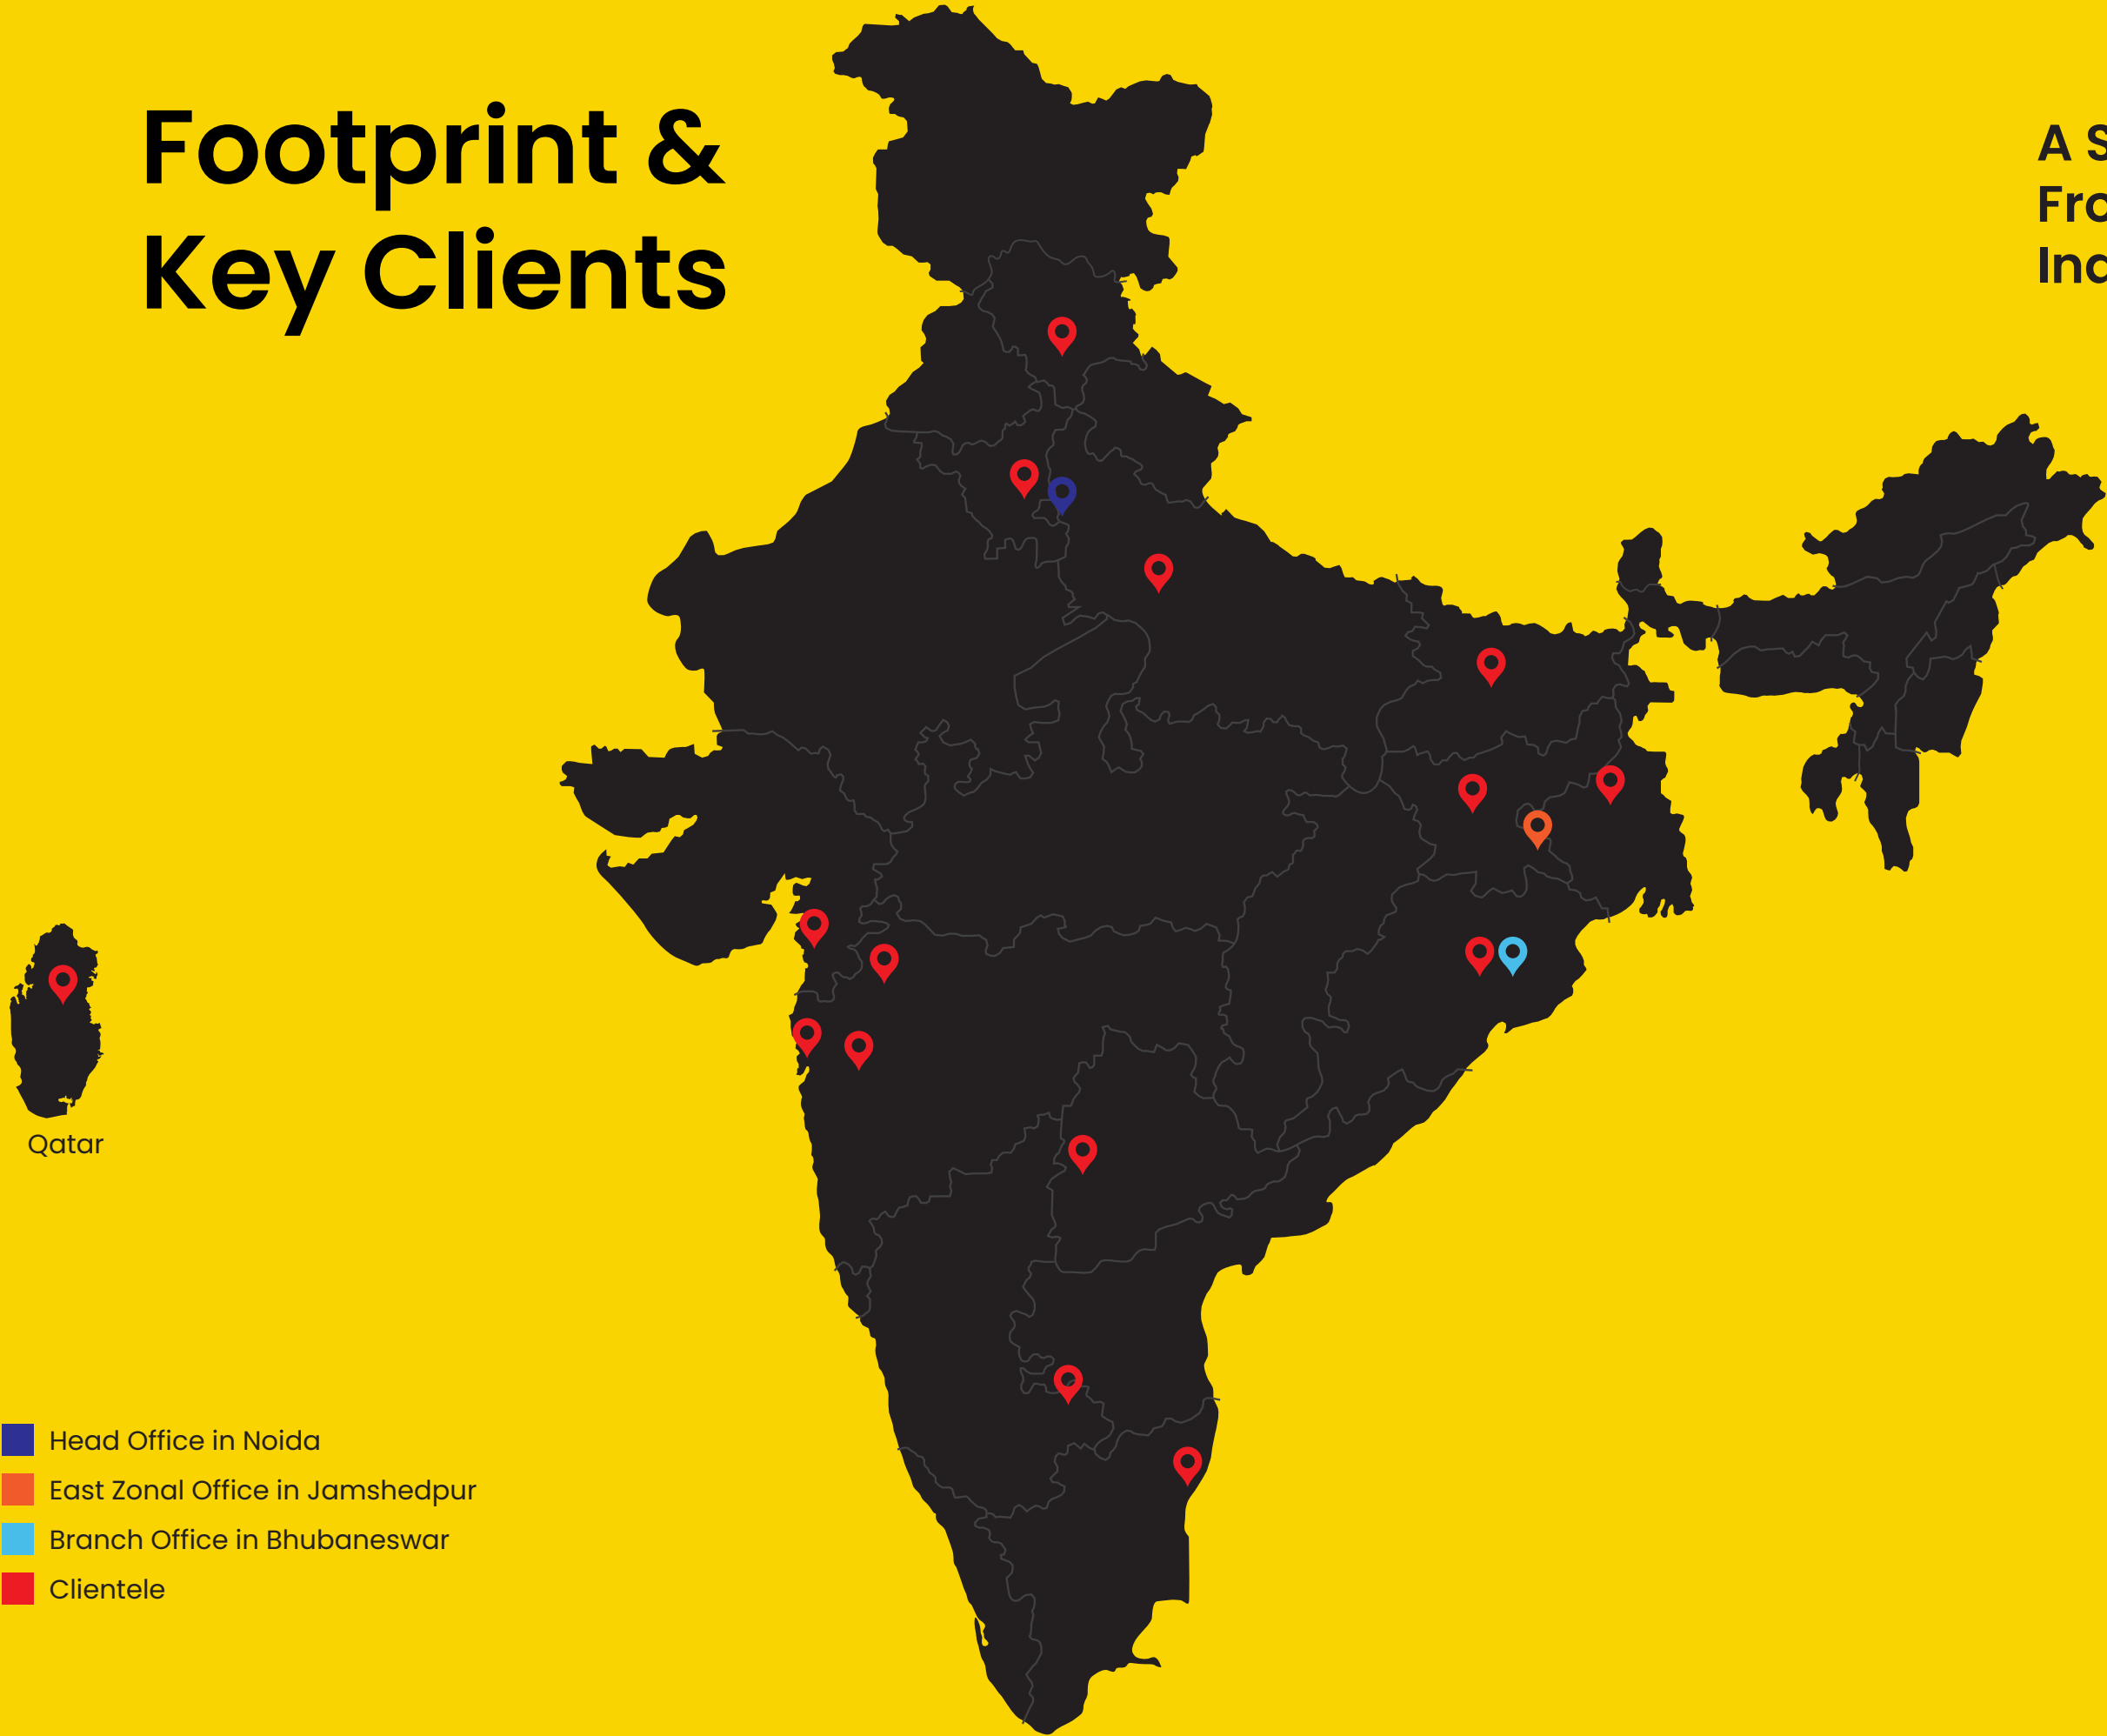 Footprint &
Key Clients
A
Qatar
Head Office in Noida
East Zonal Office in Jamshedpur
Branch Office in Bhubaneswar
Clientele